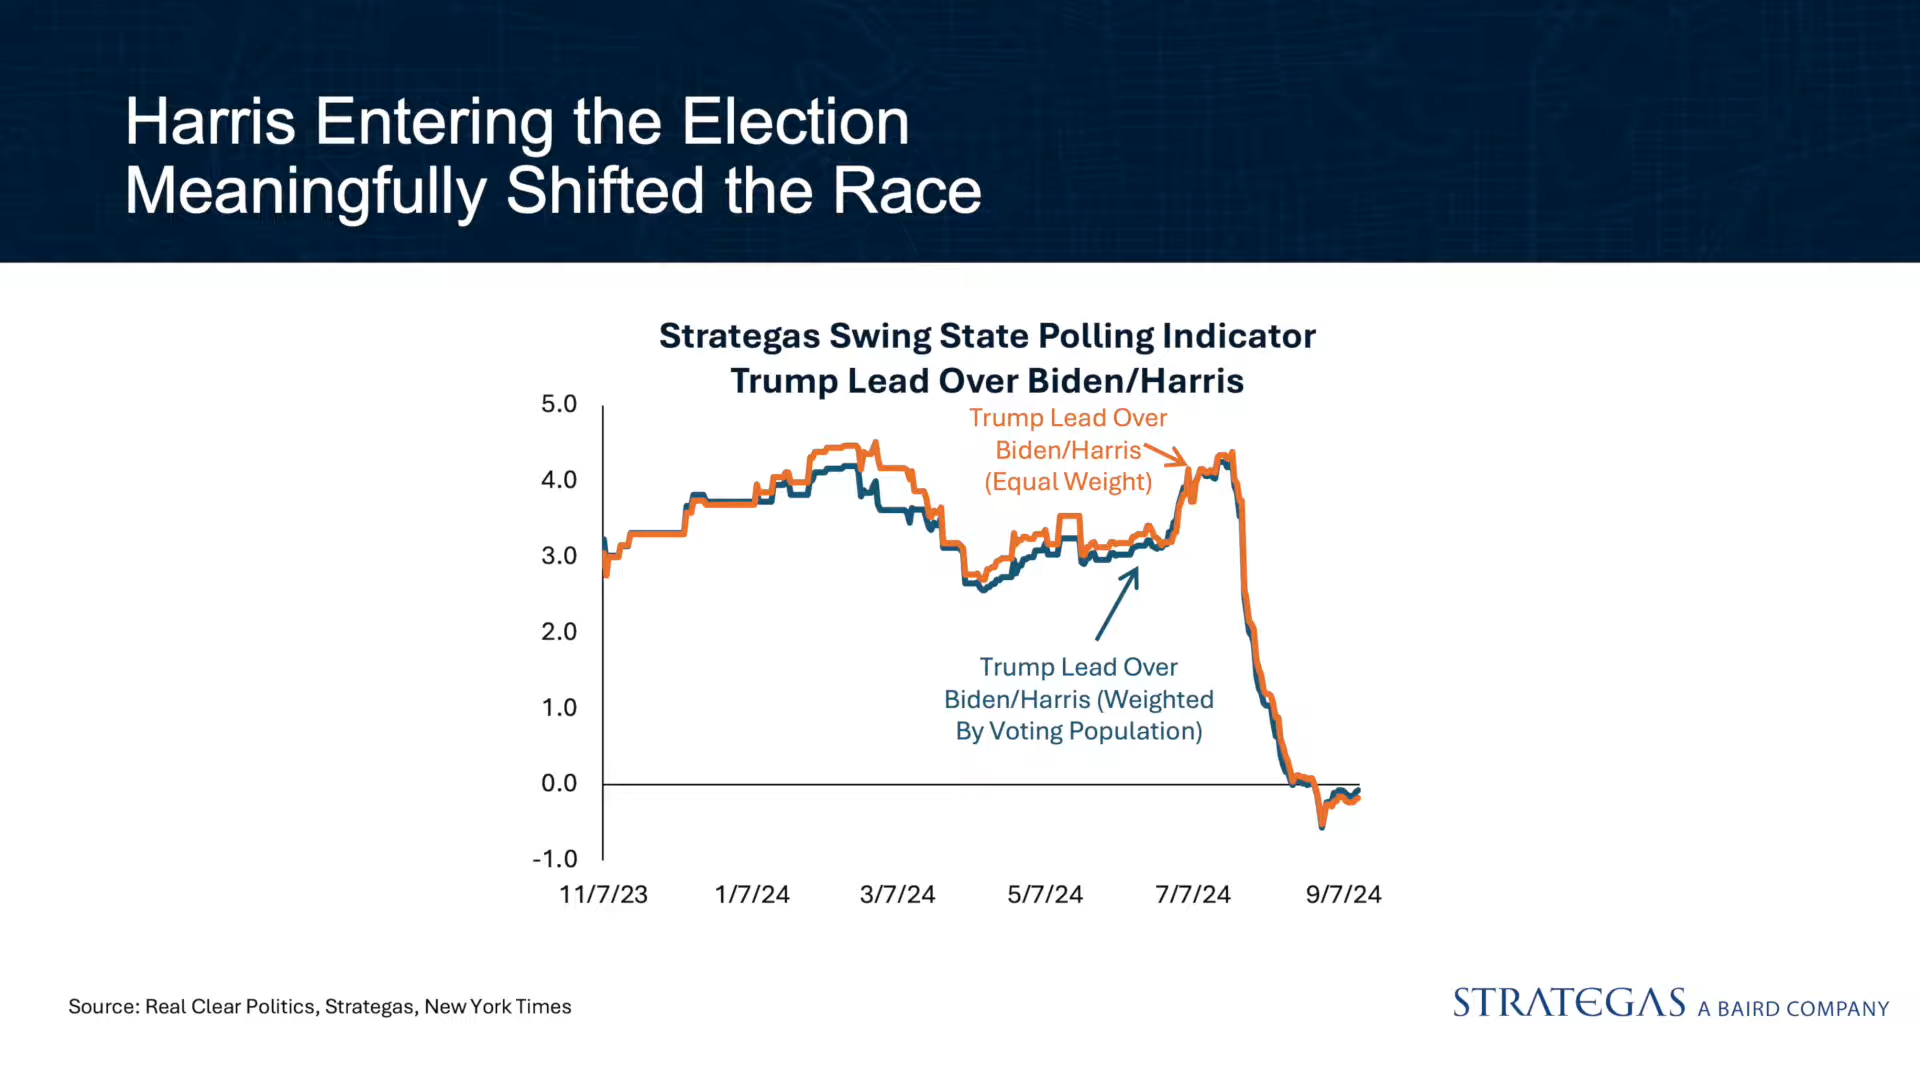 Harris Entering the Election
Meaningfully Shifted the Race
Strategas Swing State Polling Indicator
Trump Lead Over Biden/Harris
5.0
4.0
3.0
2.0
1.0
0.0
-1.0
Trump Lead Over
Biden/Harris
(Equal Weight)
Trump Lead Over
Biden/Harris (Weighted
By Voting Population)
11/7/23 1/7/24 3/7/24 5/7/24 7/7/24 9/7/24
Source: Real Clear Politics, Strategas, New York Times
STRATEGAS A BAIRD COMPANY